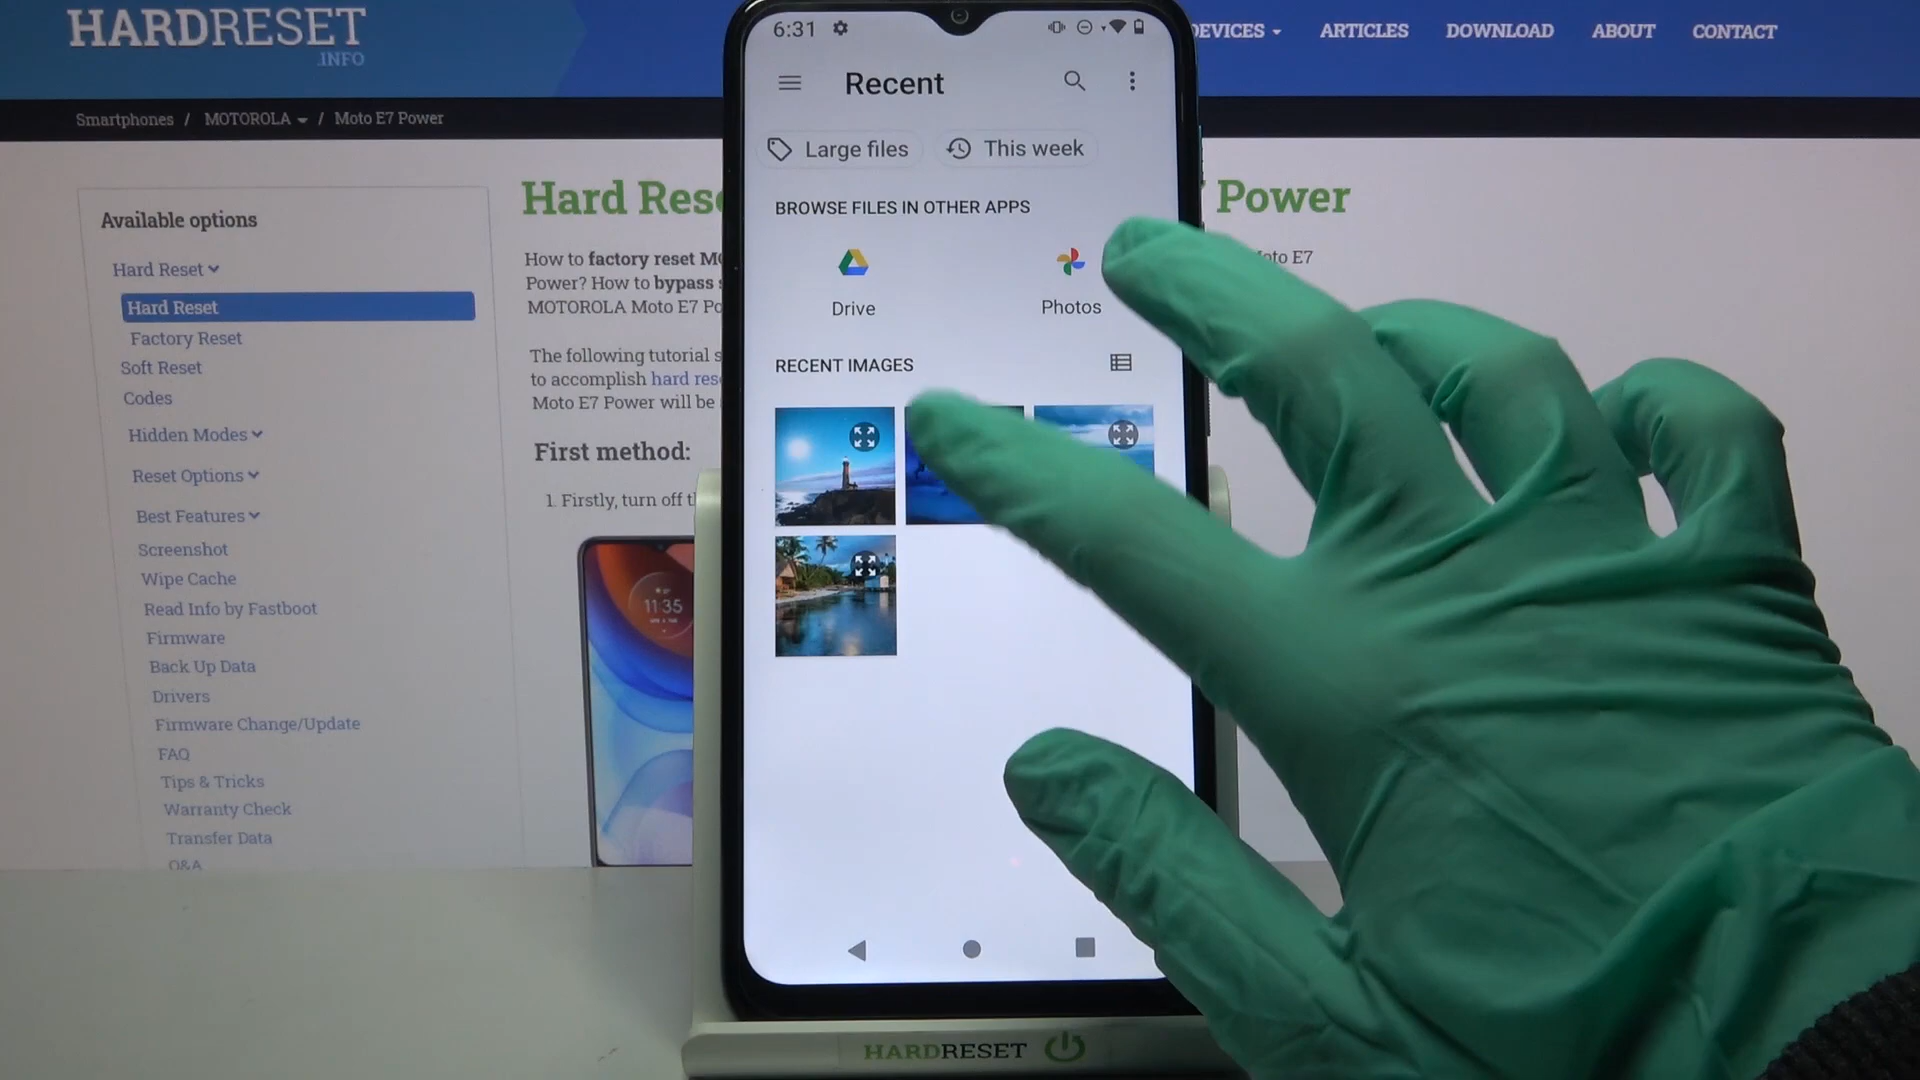 HARDRESET
.INFO
DEVICES ARTICLES DOWNLOAD ABOUT CONTACT
Smartphones / MOTOROLA / Moto E7 Power
Available options
Hard Reset
Hard Reset
Factory Reset
Soft Reset
Codes
Hidden Modes
Reset Options
Best Features
Screenshot
Wipe Cache
Read Info by Fastboot
Firmware
Back Up Data
Drivers
Firmware Change/Update
FAQ
Tips & Tricks
Warranty Check
Transfer Data
Q&A
Hard Res Power
How to factory reset M
Power? How to bypass
MOTOROLA Moto E7 Po
Moto E7
The following tutorial s
to accomplish hard res
Moto E7 Power will be
First method:
1. Firstly, turn off t
11:35
6:31
Recent
Large files
This week
BROWSE FILES IN OTHER APPS
Drive
Photos
RECENT IMAGES
HARDRESET